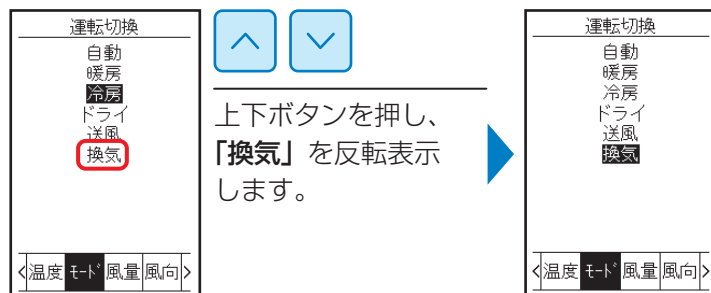 運転切換
自動
暖房
冷房
ドライ
送風
換気
<温度 ﾓｰﾄﾞ 風量 風向>
上下ボタンを押し、
「換気」を反転表示
します。
運転切換
自動
暖房
冷房
ドライ
送風
換気
<温度 ﾓｰﾄﾞ 風量 風向>